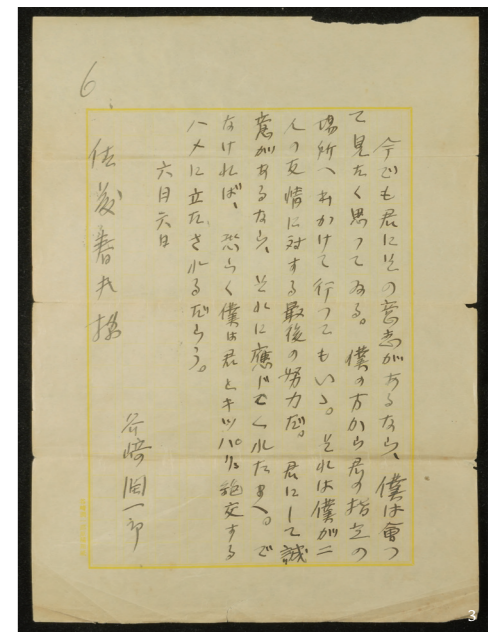 6
今でも君にその意志があるなら、僕は會つ
て見たく思つてゐる。僕の方から君の指定の
場所へ出かけて行つてもいゝ。それは僕が二
人の友情に対する最後の努力だ。君にして誠
意があるなら、それに應じてくれたまへ。で
なければ、恐らく僕は君とキッパリ絶交する
ハメに立たされるだらう。
六月六日
谷崎潤一郎
佐藤春夫様
3